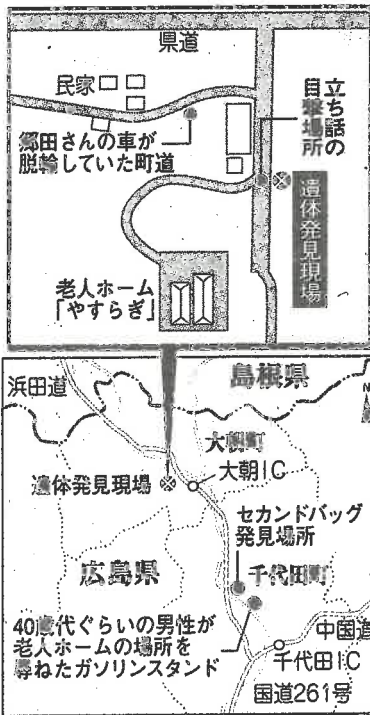 県道
民家
立ち話の
目撃場所
郷田さんの車が
脱輪していた町道
遺体発見現場
老人ホーム
「やすらぎ」
浜田道
島根県
N
大朝町
大朝IC
遺体発見現場
セカンドバッグ
発見場所
広島県
千代田町
40歳代ぐらいの男性が
老人ホームの場所を
尋ねたガソリンスタンド
中国道
千代田IC
国道261号